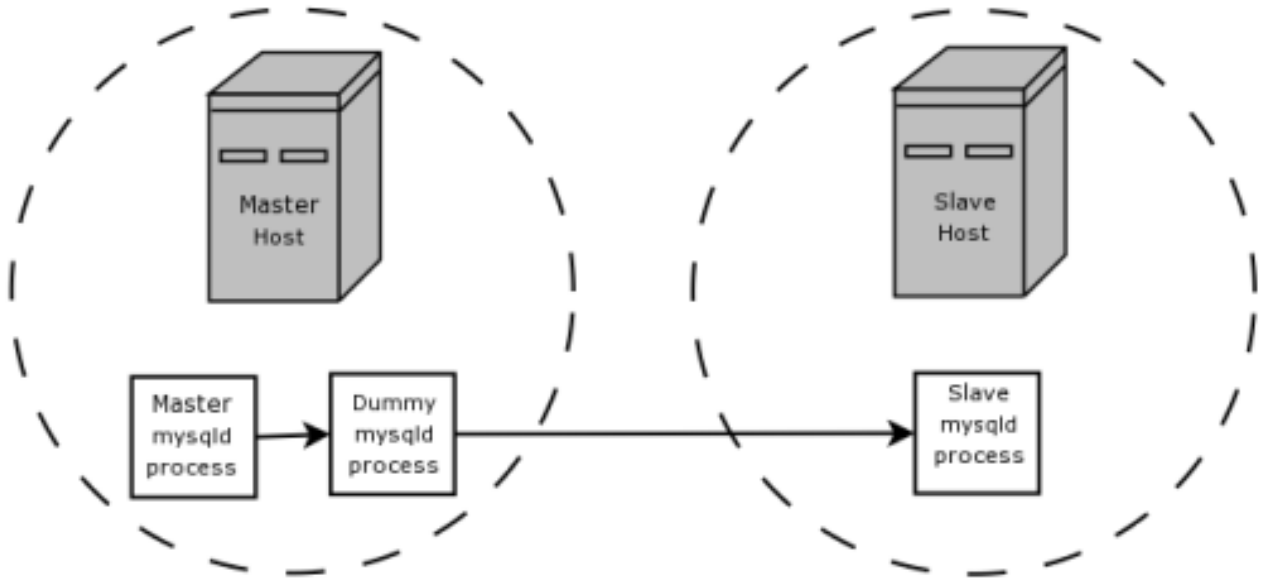 Master
Host
Slave
Host
Master
mysqld
process
Dummy
mysqld
process
Slave
mysqld
process